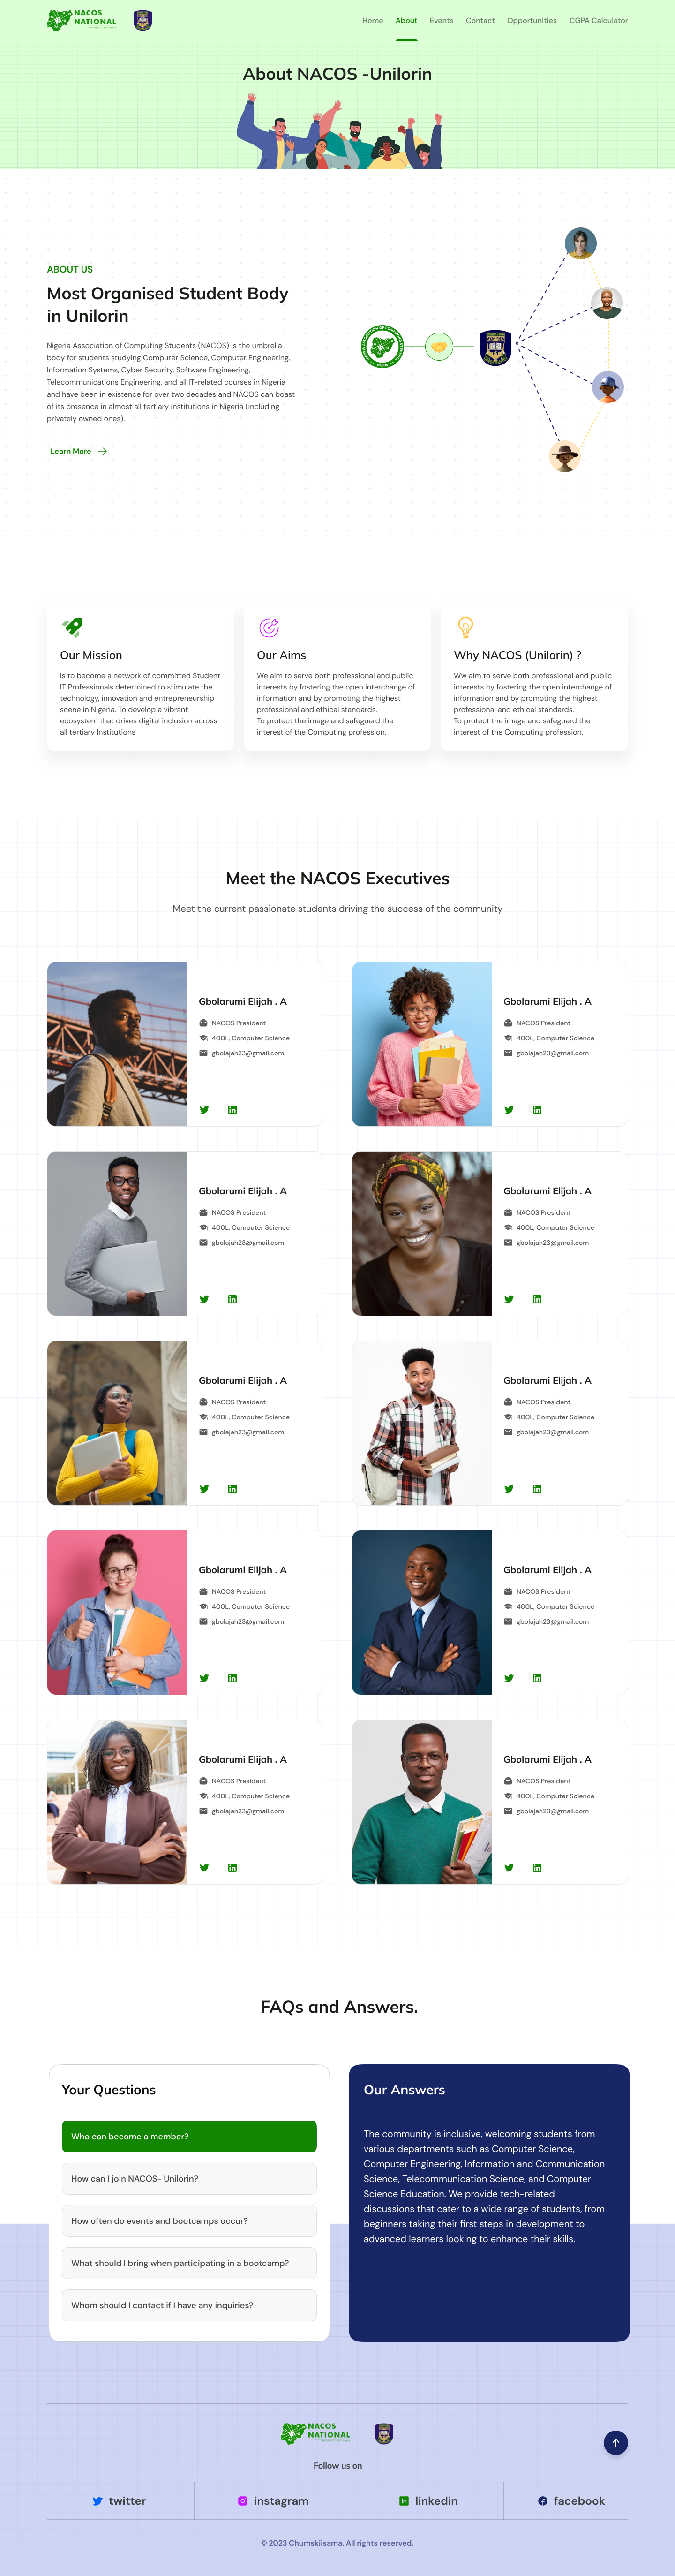 NACOS
NATIONAL
Home
About
Events
Contact
Opportunities
CGPA Calculator
About NACOS -Unilorin
ABOUT US
Most Organised Student Body
in Unilorin
Nigeria Association of Computing Students (NACOS) is the umbrella
body for students studying Computer Science, Computer Engineering,
Information Systems, Cyber Security, Software Engineering,
Telecommunications Engineering, and all IT-related courses in Nigeria
and have been in existence for over two decades and NACOS can boast
of its presence in almost all tertiary institutions in Nigeria (including
privately owned ones).
Learn More
Our Mission
Is to become a network of committed Student
IT Professionals determined to stimulate the
technology, innovation and entrepreneurship
scene in Nigeria. To develop a vibrant
ecosystem that drives digital inclusion across
all tertiary Institutions
Our Aims
We aim to serve both professional and public
interests by fostering the open interchange of
information and by promoting the highest
professional and ethical standards.
To protect the image and safeguard the
interest of the Computing profession.
Why NACOS (Unilorin) ?
Ww aim to serve both professional and public
interests by fostering the open interchange of
information and by promoting the highest
professional and ethical standards.
To protect the image and safeguard the
interest of the Computing profession.
Meet the NACOS Executives
Meet the current passionate students driving the success of the community
Gbolarumi Elijah . A
NACOS President
400L, Computer Science
gbolajah23@gmail.com
Gbolarumi Elijah . A
NACOS President
400L, Computer Science
gbolajah23@gmail.com
Gbolarumi Elijah . A
NACOS President
400L, Computer Science
gbolajah23@gmail.com
Gbolarumi Elijah . A
NACOS President
400L, Computer Science
gbolajah23@gmail.com
Gbolarumi Elijah . A
NACOS President
400L, Computer Science
gbolajah23@gmail.com
Gbolarumi Elijah . A
NACOS President
400L, Computer Science
gbolajah23@gmail.com
Gbolarumi Elijah . A
NACOS President
400L, Computer Science
gbolajah23@gmail.com
Gbolarumi Elijah . A
NACOS President
400L, Computer Science
gbolajah23@gmail.com
Gbolarumi Elijah . A
NACOS President
400L, Computer Science
gbolajah23@gmail.com
Gbolarumi Elijah . A
NACOS President
400L, Computer Science
gbolajah23@gmail.com
FAQs and Answers.
Your Questions
Who can become a member?
How can I join NACOS- Unilorin?
How often do events and bootcamps occur?
What should I bring when participating in a bootcamp?
Whom should I contact if I have any inquiries?
Our Answers
The community is inclusive, welcoming students from
various departments such as Computer Science,
Computer Engineering, Information and Communication
Science, Telecommunication Science, and Computer
Science Education. We provide tech-related
discussions that cater to a wide range of students, from
beginners taking their first steps in development to
advanced learners looking to enhance their skills.
NACOS
NATIONAL
Follow us on
twitter
instagram
linkedin
facebook
© 2023 Chumskiisama. All rights reserved.